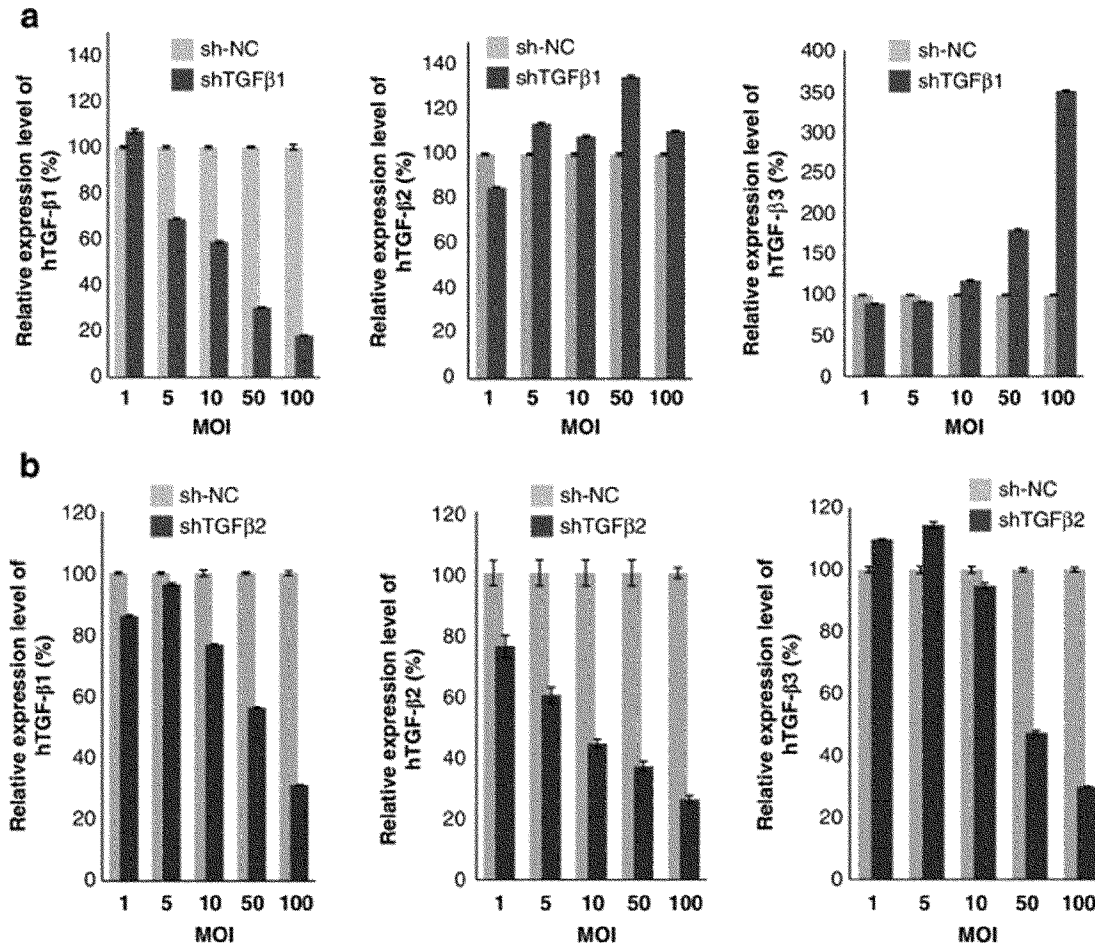 a
sh-NC
shTGFβ1
Relative expression level of
hTGF-β1 (%)
140
120
100
80
60
40
20
0
1 5 10 50 100
MOI
sh-NC
shTGFβ1
Relative expression level of
hTGF-β2 (%)
140
120
100
80
60
40
20
0
1 5 10 50 100
MOI
sh-NC
shTGFβ1
Relative expression level of
hTGF-β3 (%)
400
350
300
250
200
150
100
50
0
1 5 10 50 100
MOI
b
sh-NC
shTGFβ2
Relative expression level of
hTGF-β1 (%)
120
100
80
60
40
20
0
1 5 10 50 100
MOI
sh-NC
shTGFβ2
Relative expression level of
hTGF-β2 (%)
120
100
80
60
40
20
0
1 5 10 50 100
MOI
sh-NC
shTGFβ2
Relative expression level of
hTGF-β3 (%)
120
100
80
60
40
20
0
1 5 10 50 100
MOI